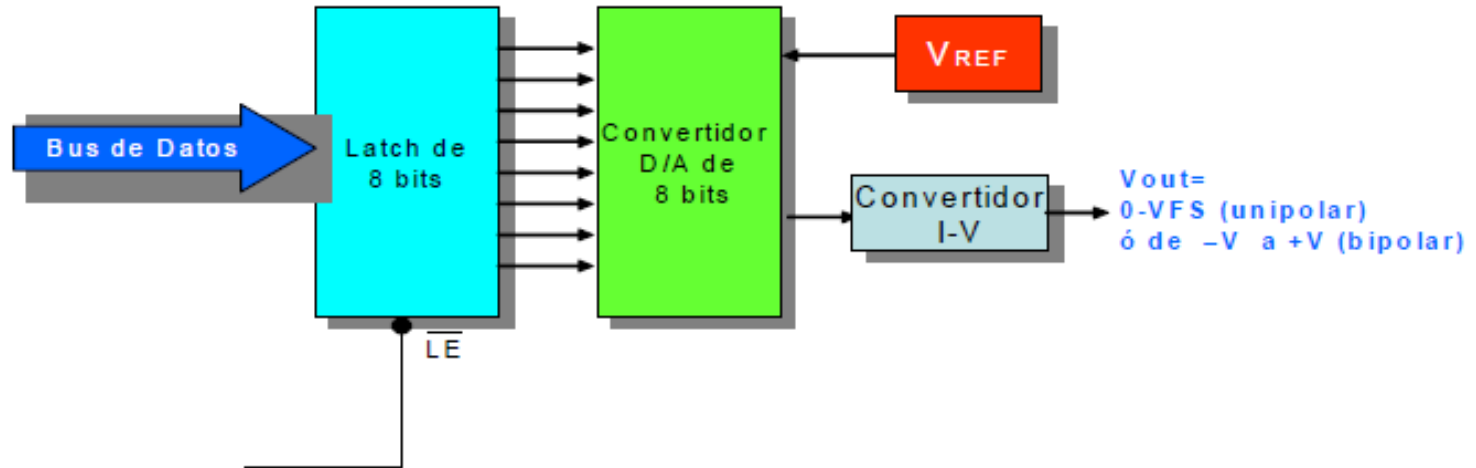 Bus de Datos
Latch de
8 bits
LE
Convertidor
D/A de
8 bits
VREF
Convertidor
I-V
Vout=
0-VFS (unipolar)
ó de –V a +V (bipolar)